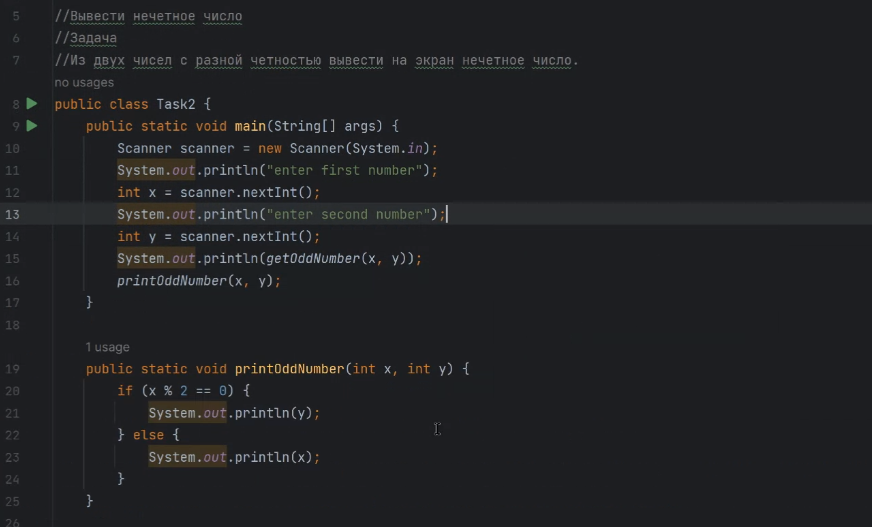 5 //Вывести нечетное число
6 //Задача
7 //Из двух чисел с разной четностью вывести на экран нечетное число.
no usages
8 public class Task2 {
9 public static void main(String[] args) {
10 Scanner scanner = new Scanner(System.in);
11 System.out.println("enter first number");
12 int x = scanner.nextInt();
13 System.out.println("enter second number");
14 int y = scanner.nextInt();
15 System.out.println(getOddNumber(x, y));
16 printOddNumber(x, y);
17 }
18
1 usage
19 public static void printOddNumber(int x, int y) {
20 if (x % 2 == 0) {
21 System.out.println(y);
22 } else {
23 System.out.println(x);
24 }
25 }
26